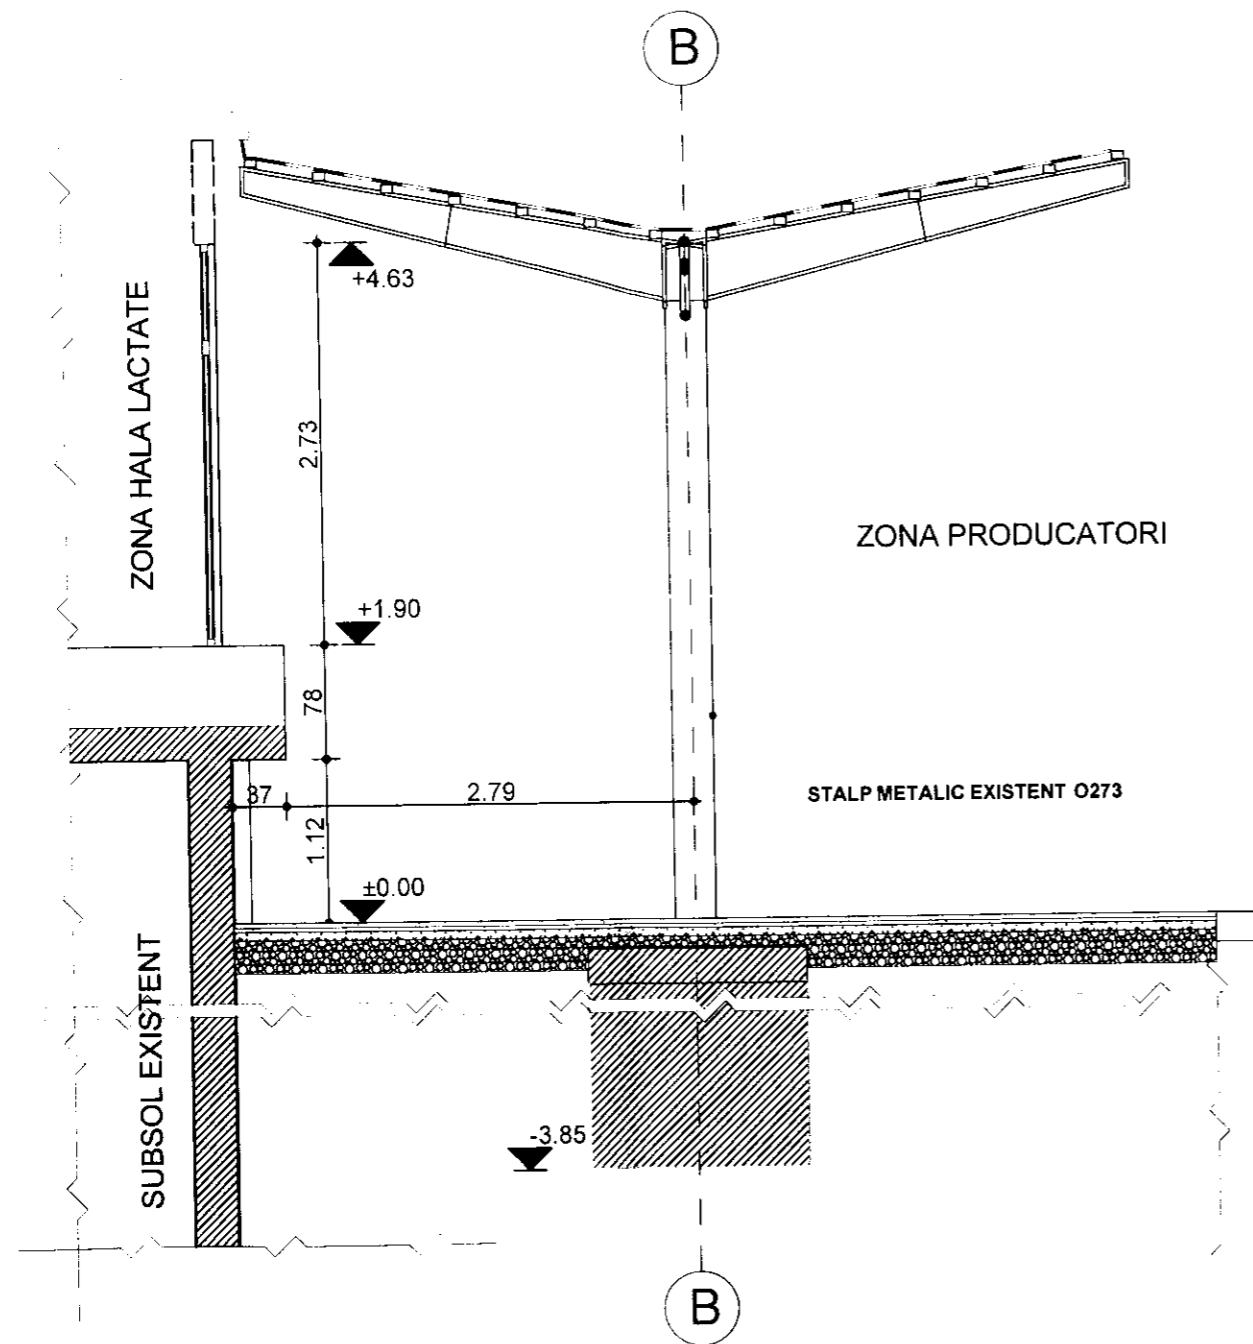 B
+4.63
ZONA HALA LACTATE
2.73
ZONA PRODUCATORI
+1.90
78
37
2.79
STALP METALIC EXISTENT O273
1.12
±0.00
SUBSOL EXISTENT
-3.85
B